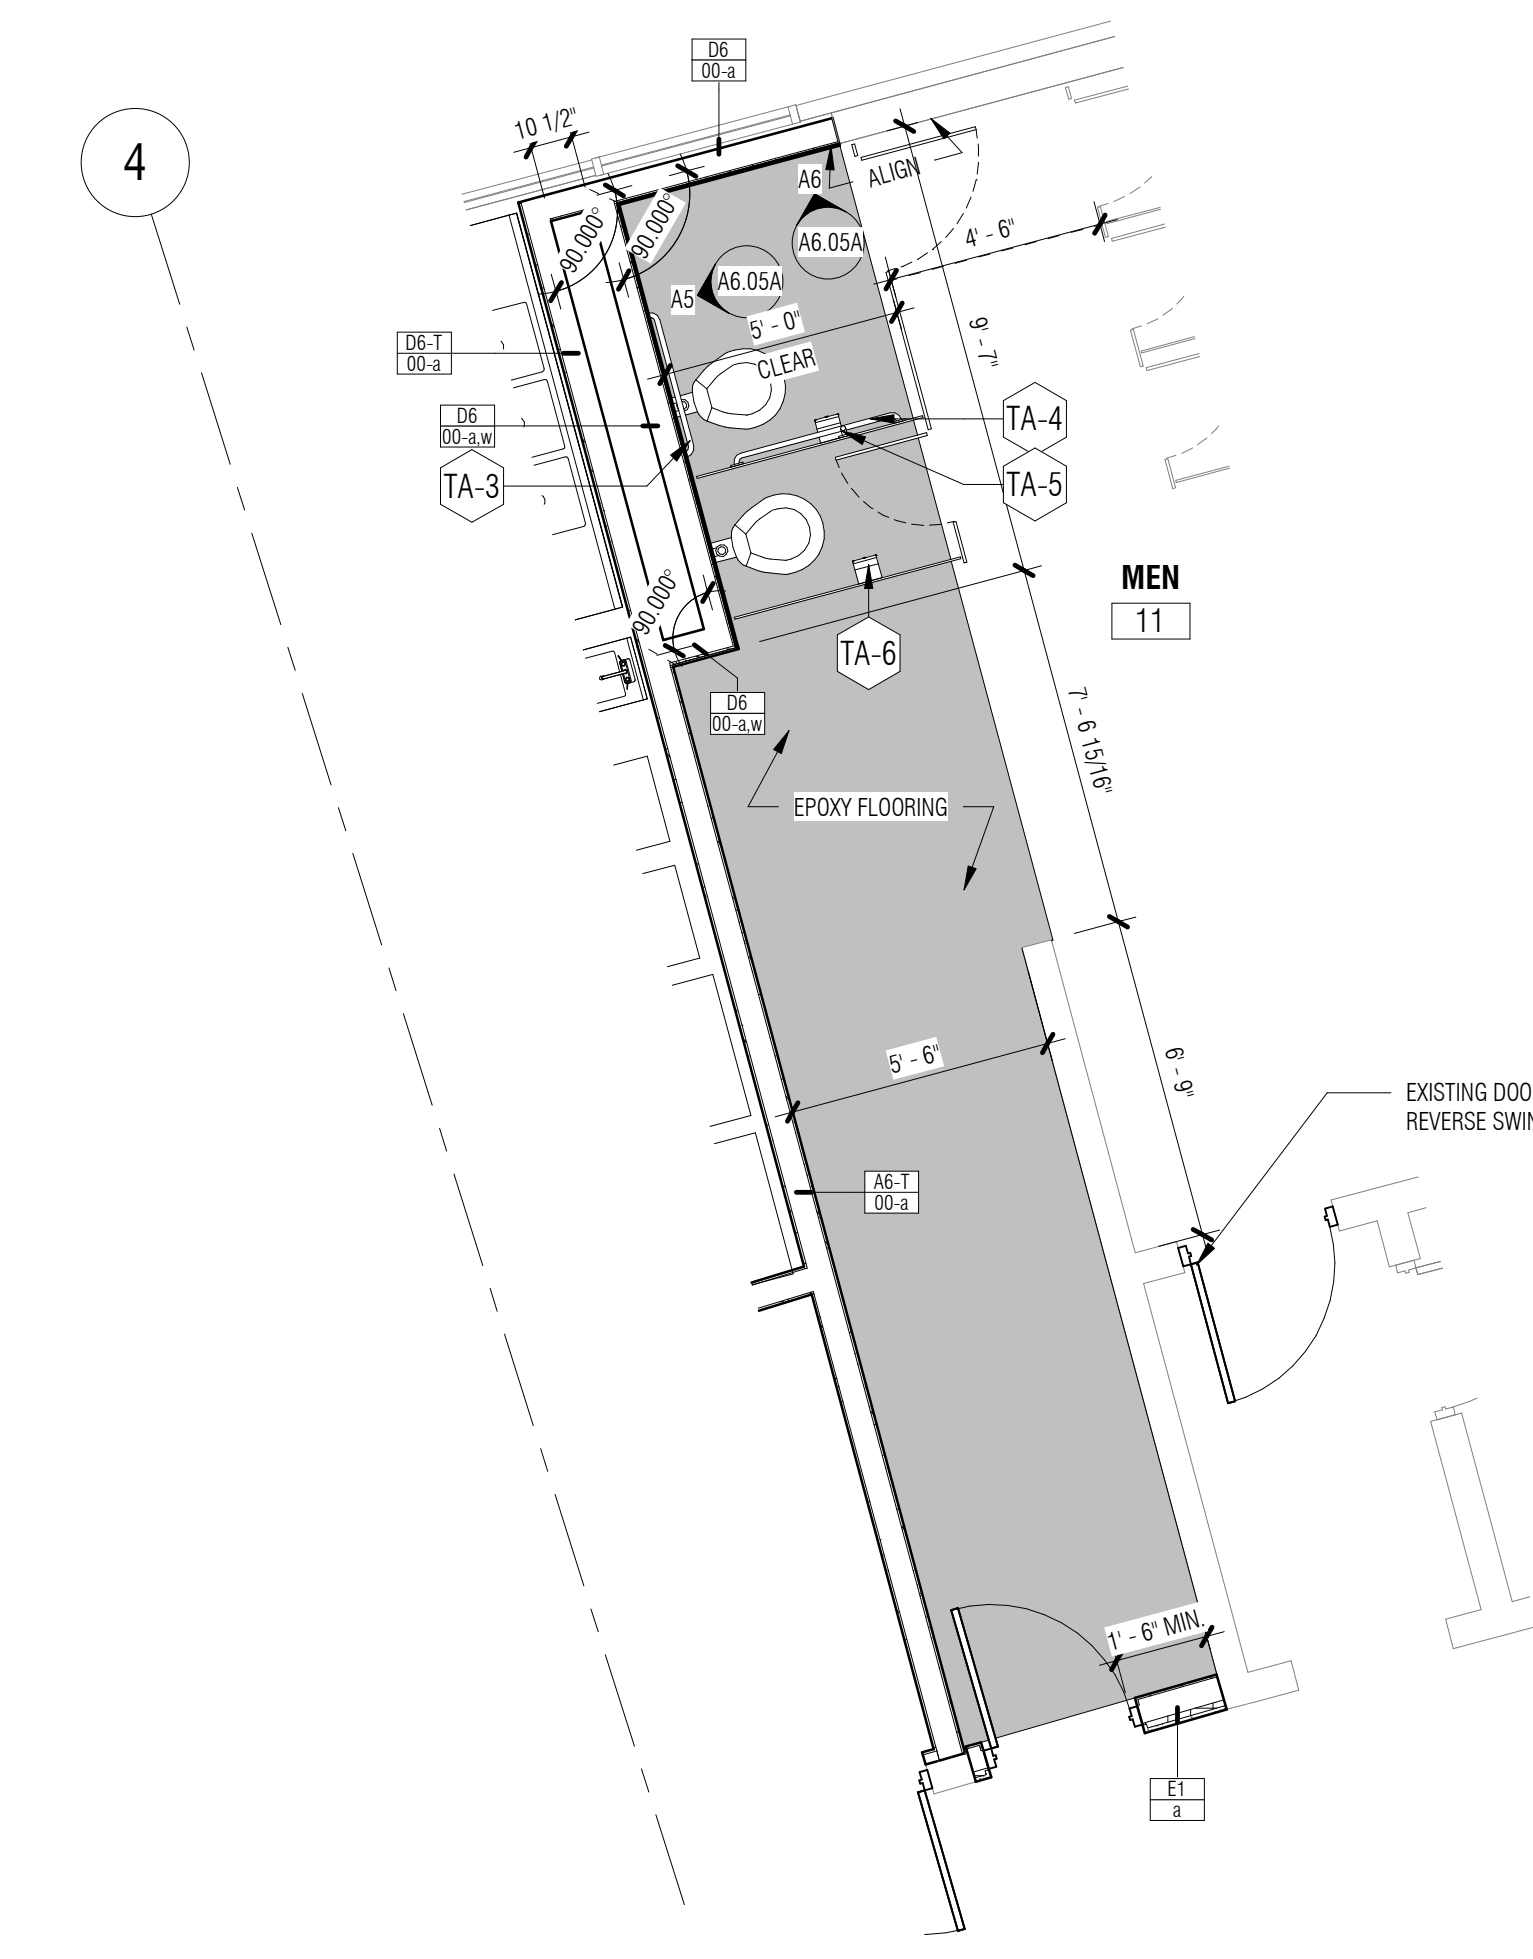 D6
00-a
4
10 1/2"
ALIGN
A6
90.000°
90.000°
A6.05A
4' - 6"
A6.05A
A5
5' - 0"
CLEAR
9' - 7"
D6-T
00-a
D6
00-a,w
TA-4
TA-3
TA-5
MEN
11
90.000°
TA-6
D6
00-a,w
7' - 6 15/16"
EPOXY FLOORING
5' - 6"
6' - 9"
EXISTING DOO
REVERSE SWIN
A6-T
00-a
1' - 6" MIN.
E1
a